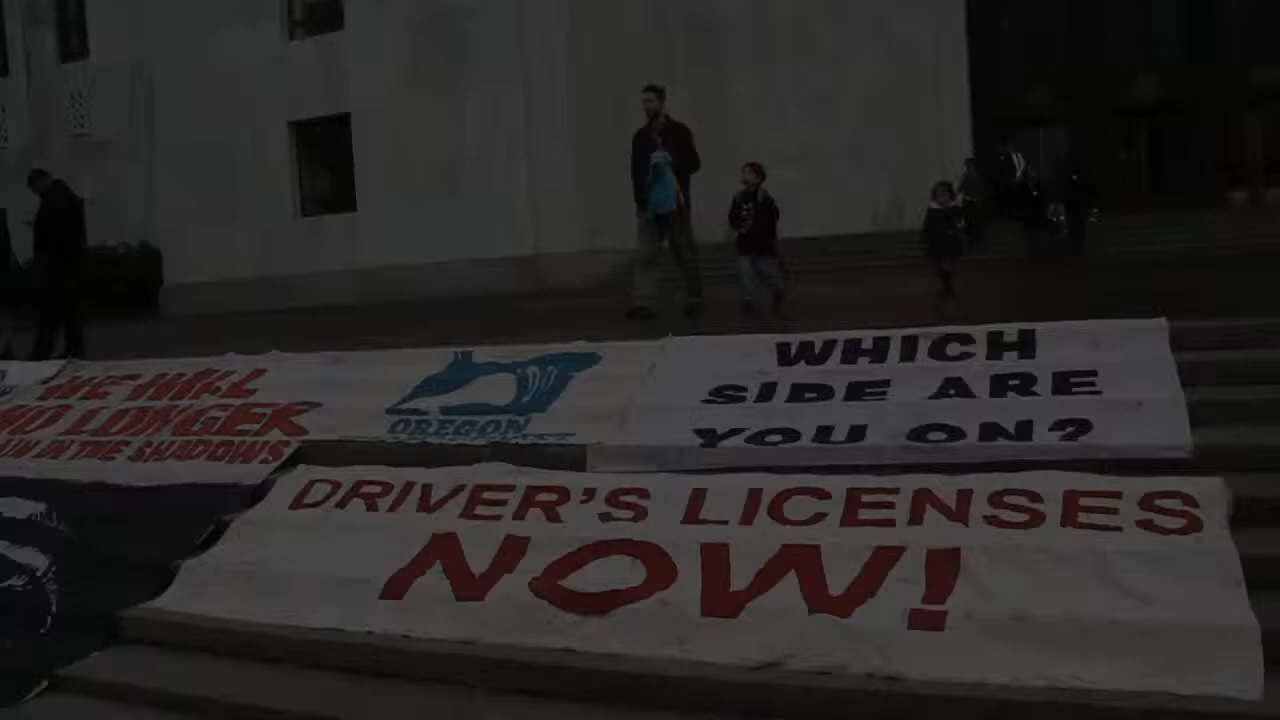 WE WILL
NO LONGER
IN THE SHADOWS
OREGON
WHICH
SIDE ARE
YOU ON?
DRIVER'S LICENSES
NOW!